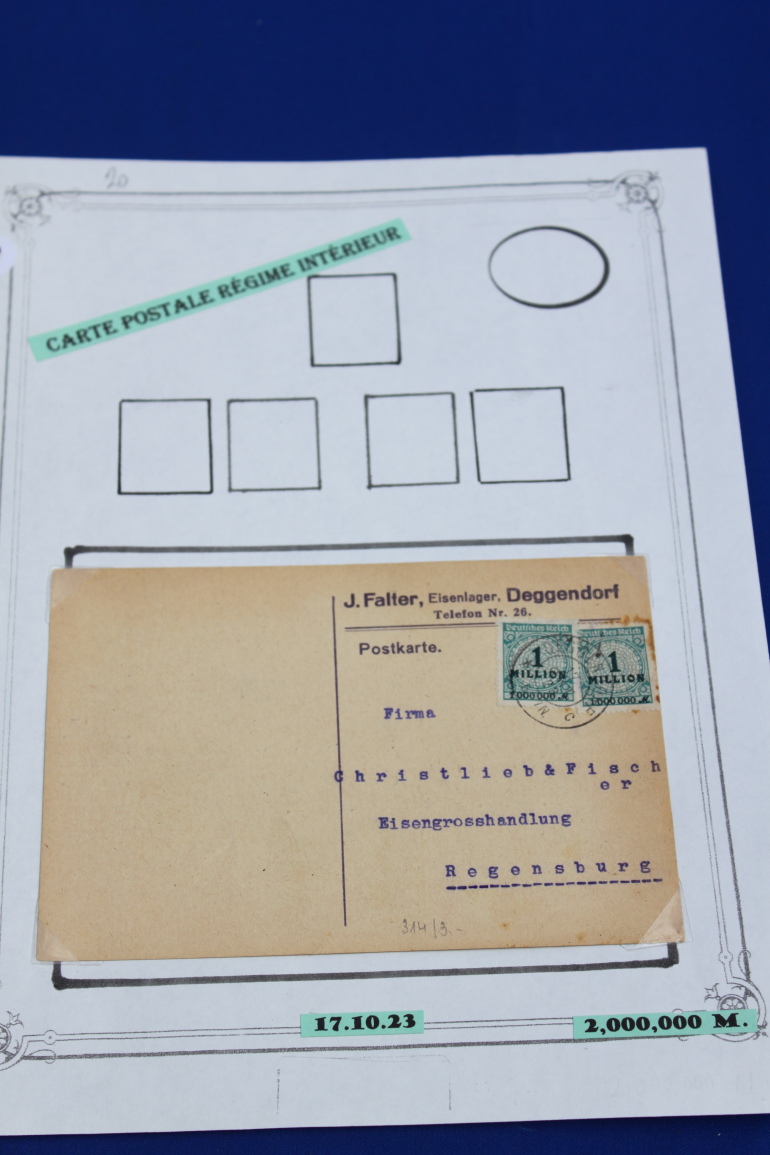 20
CARTE POSTALE RÉGIME INTÉRIEUR
J. Falter, Eisenlager, Deggendorf
Telefon Nr. 26.
Postkarte.
Deutsches Reich
1
MILLION
1000000 M
Deutsches Reich
1
MILLION
1000000 M
Firma
Christlieb&Fisch
er
Eisengrosshandlung
Regensburg
314/3.-
17.10.23
2,000,000 M.